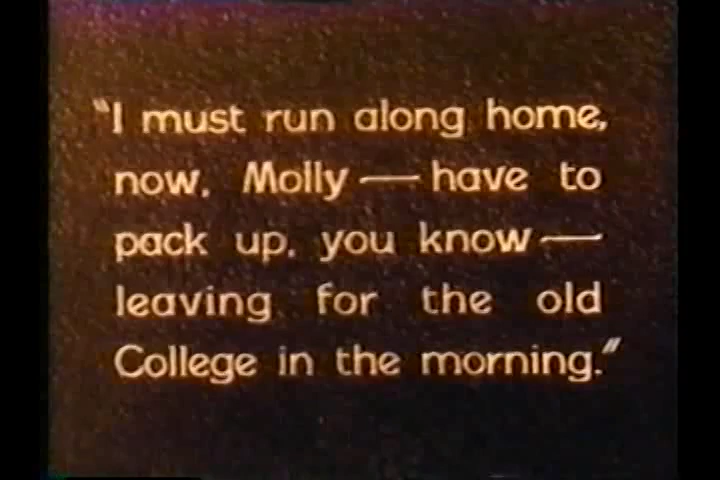 "I must run along home,
now, Molly — have to
pack up, you know —
leaving for the old
College in the morning."